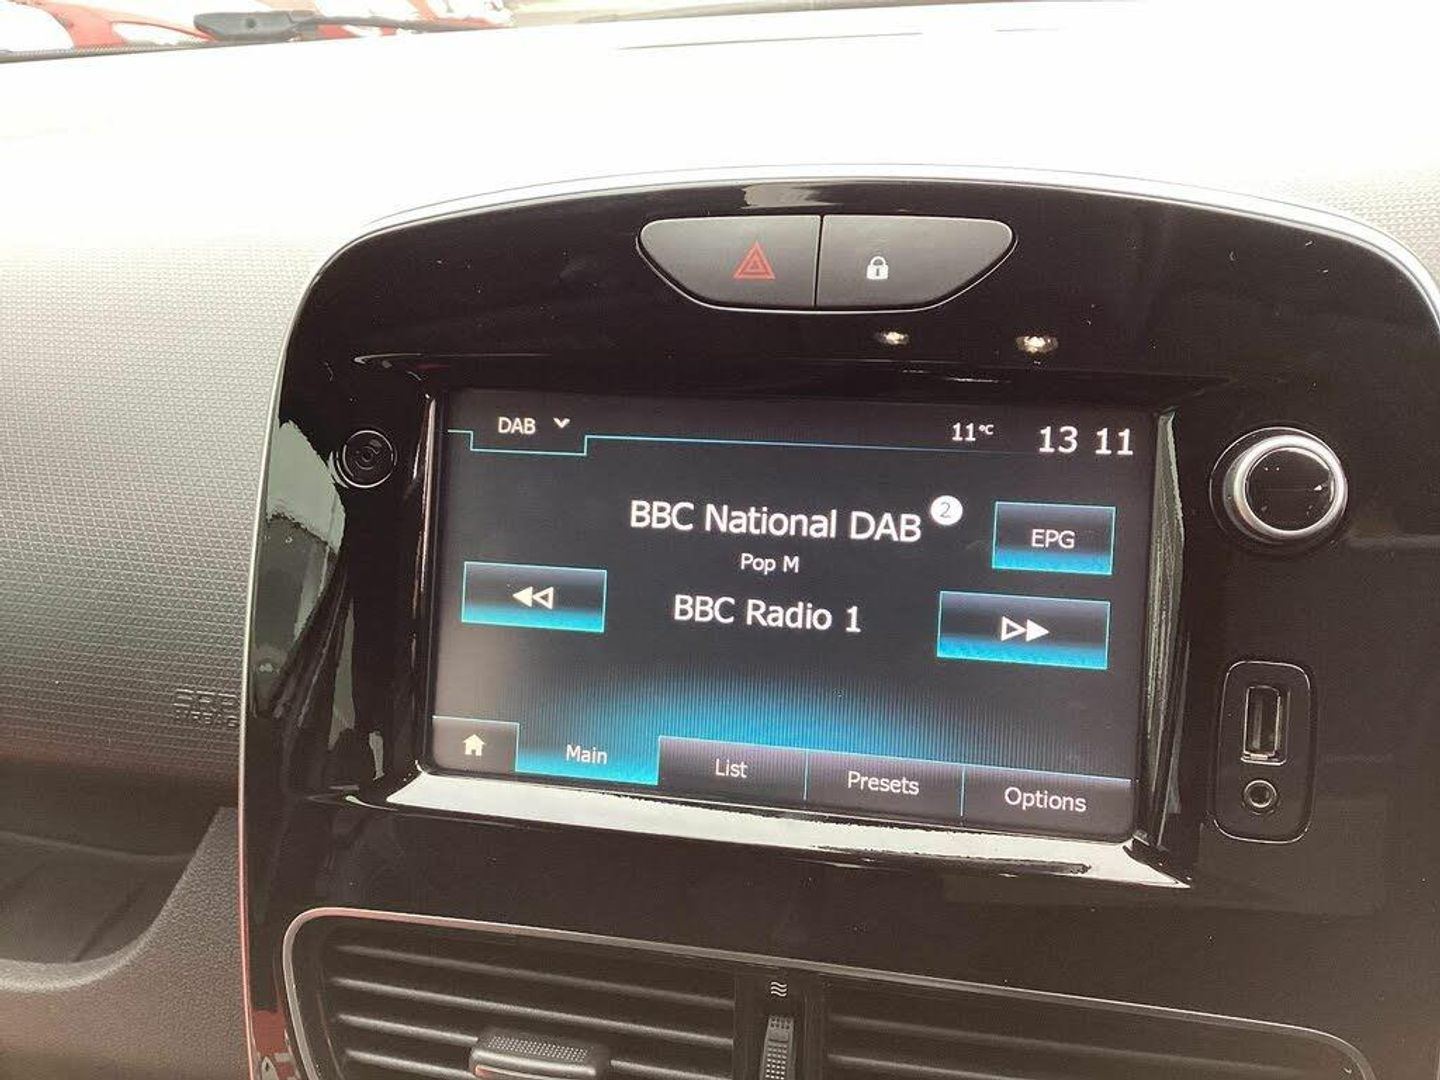 DAB
11°C
13 11
BBC National DAB 2
EPG
Pop M
BBC Radio 1
Main
List
Presets
Options